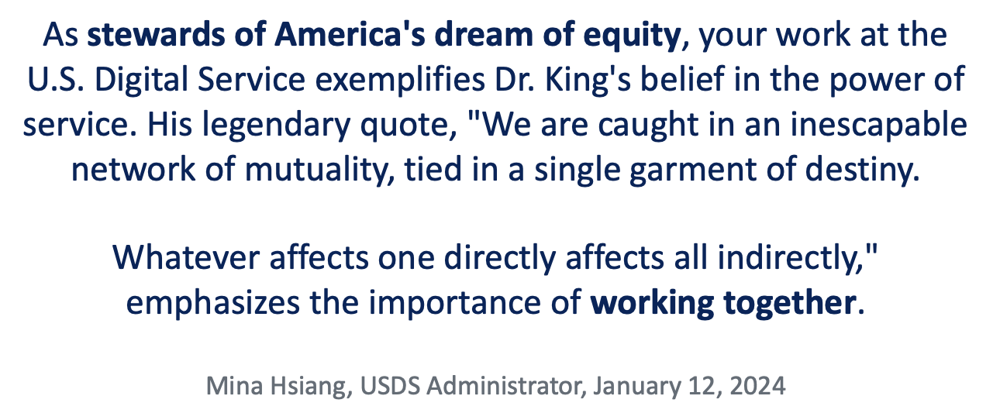 As stewards of America's dream of equity, your work at the
U.S. Digital Service exemplifies Dr. King's belief in the power of
service. His legendary quote, "We are caught in an inescapable
network of mutuality, tied in a single garment of destiny.
Whatever affects one directly affects all indirectly,"
emphasizes the importance of working together.
Mina Hsiang, USDS Administrator, January 12, 2024